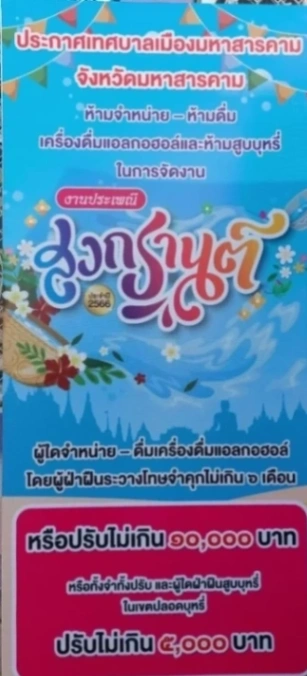 ประกาศเทศบาลเมืองมหาสารคาม
จังหวัดมหาสารคาม
ห้ามจำหน่าย – ห้ามดื่ม
เครื่องดื่มแอลกอฮอล์และห้ามสูบบุหรี่
ในการจัดงาน
งานประเพณี
สงกรานต์
ประจำปี
2566
ผู้ใดจำหน่าย – ดื่มเครื่องดื่มแอลกอฮอล์
โดยผู้ฝ่าฝืนระวางโทษจำคุกไม่เกิน ๖ เดือน
หรือปรับไม่เกิน ๑๐,๐๐๐ บาท
หรือทั้งจำทั้งปรับ และผู้ใดฝ่าฝืนสูบบุหรี่
ในเขตปลอดบุหรี่
ปรับไม่เกิน ๕,๐๐๐ บาท